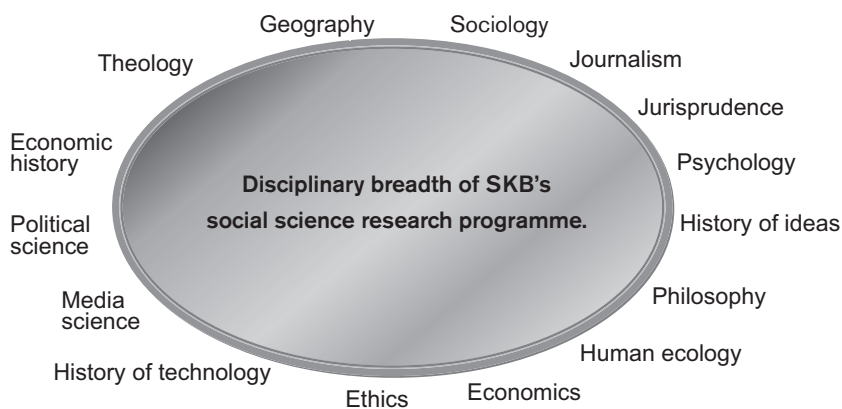 Geography
Sociology
Theology
Journalism
Jurisprudence
Economic
history
Psychology
Disciplinary breadth of SKB's
social science research programme.
Political
science
History of ideas
Media
science
Philosophy
Human ecology
History of technology
Ethics
Economics